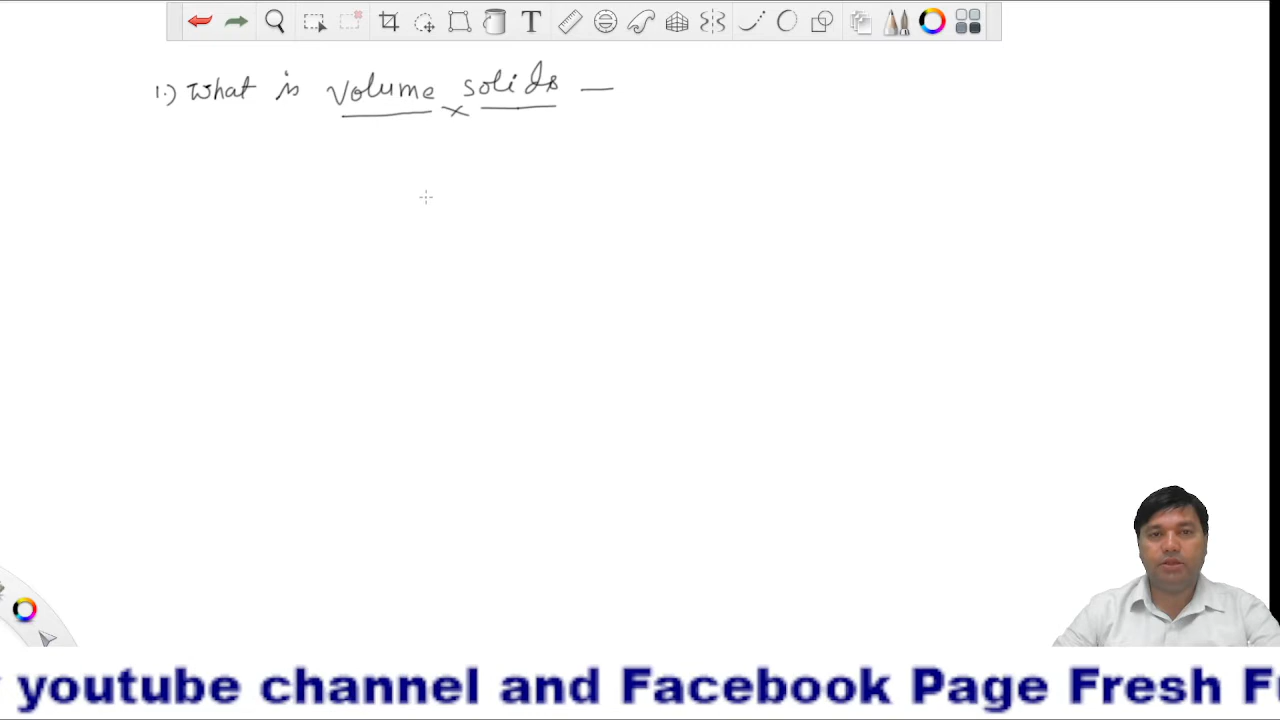 1.) What is volume solids —
youtube channel and Facebook Page Fresh